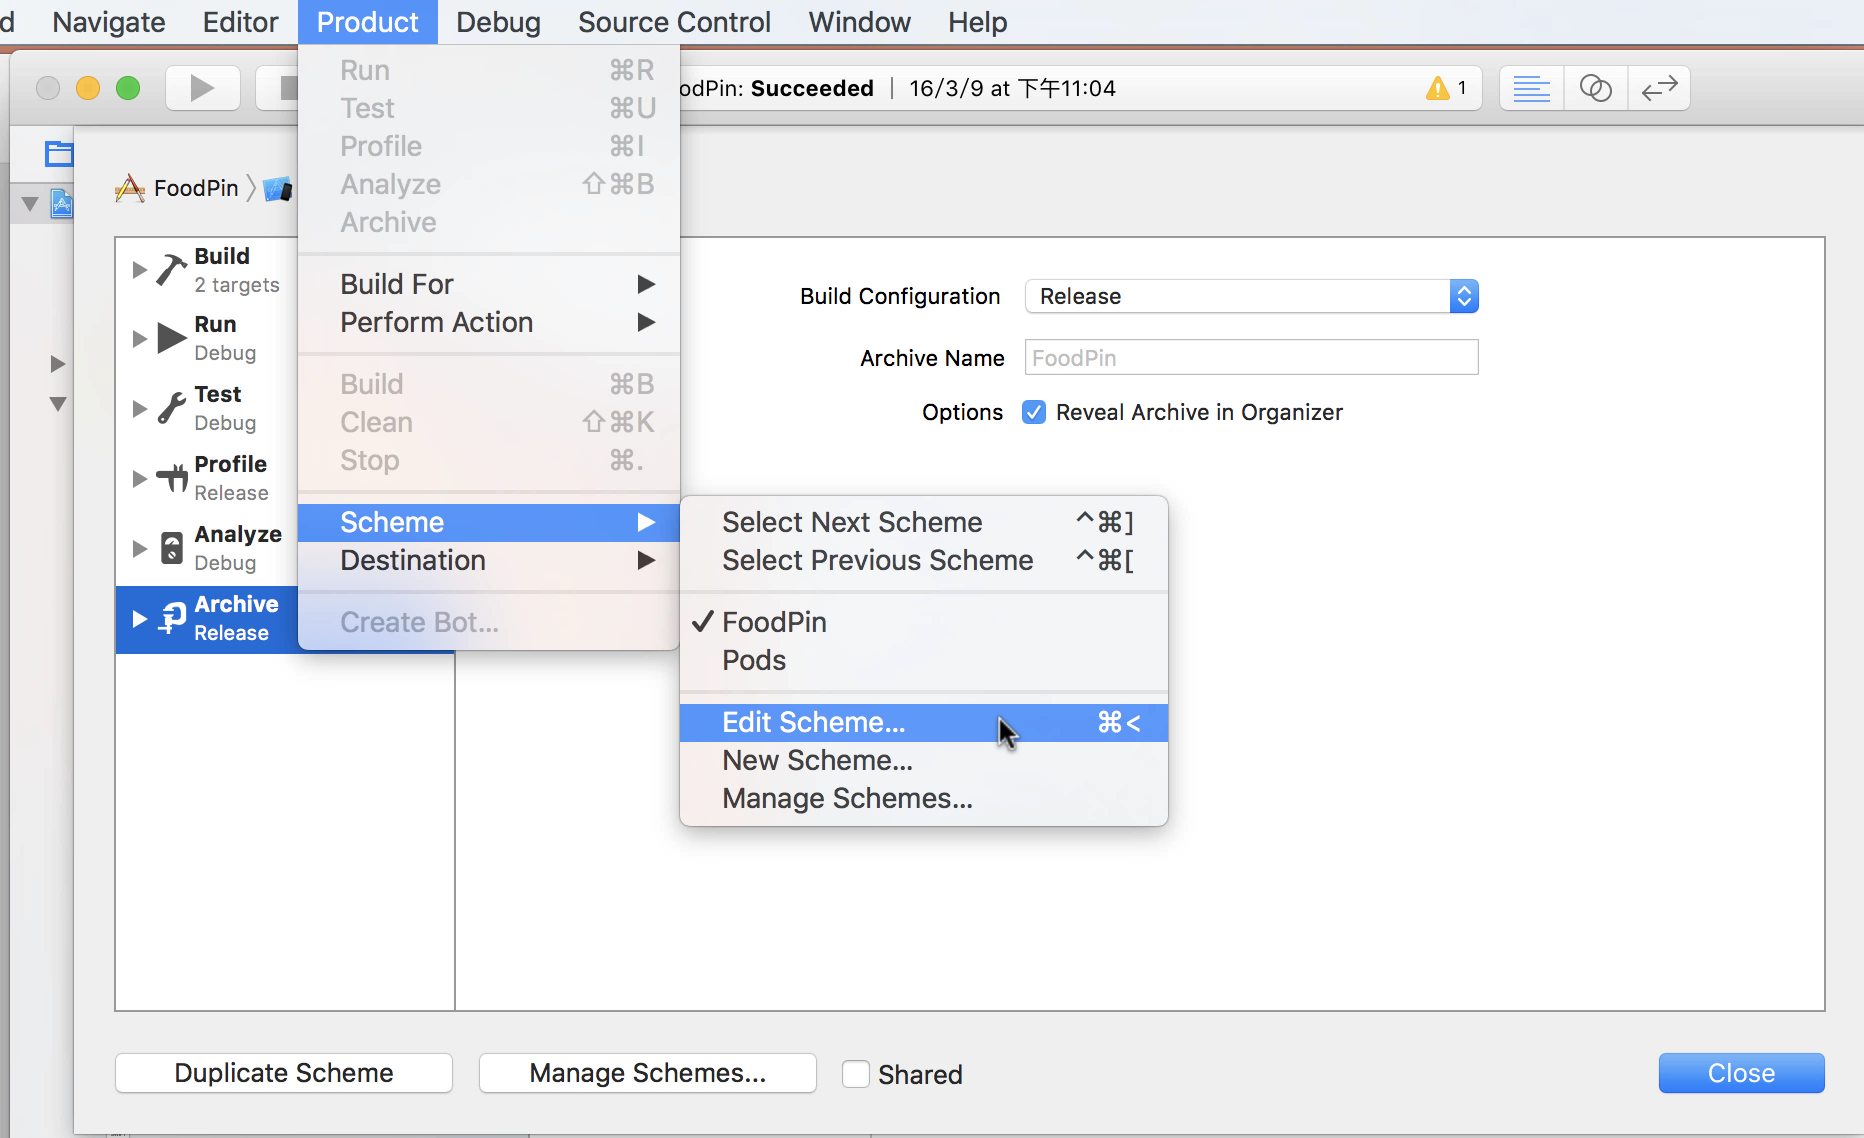 Navigate Editor Product Debug Source Control Window Help
odPin: Succeeded | 16/3/9 at 下午11:04
1
FoodPin
Build
2 targets
Run
Debug
Test
Debug
Profile
Release
Analyze
Debug
Archive
Release
Run ⌘R
Test ⌘U
Profile ⌘I
Analyze ⇧⌘B
Archive
Build For ▶
Perform Action ▶
Build ⌘B
Clean ⇧⌘K
Stop ⌘.
Scheme ▶
Destination ▶
Create Bot...
Build Configuration Release
Archive Name FoodPin
Options Reveal Archive in Organizer
Select Next Scheme ^⌘]
Select Previous Scheme ^⌘[
✓ FoodPin
Pods
Edit Scheme... ⌘<
New Scheme...
Manage Schemes...
Duplicate Scheme Manage Schemes... Shared Close